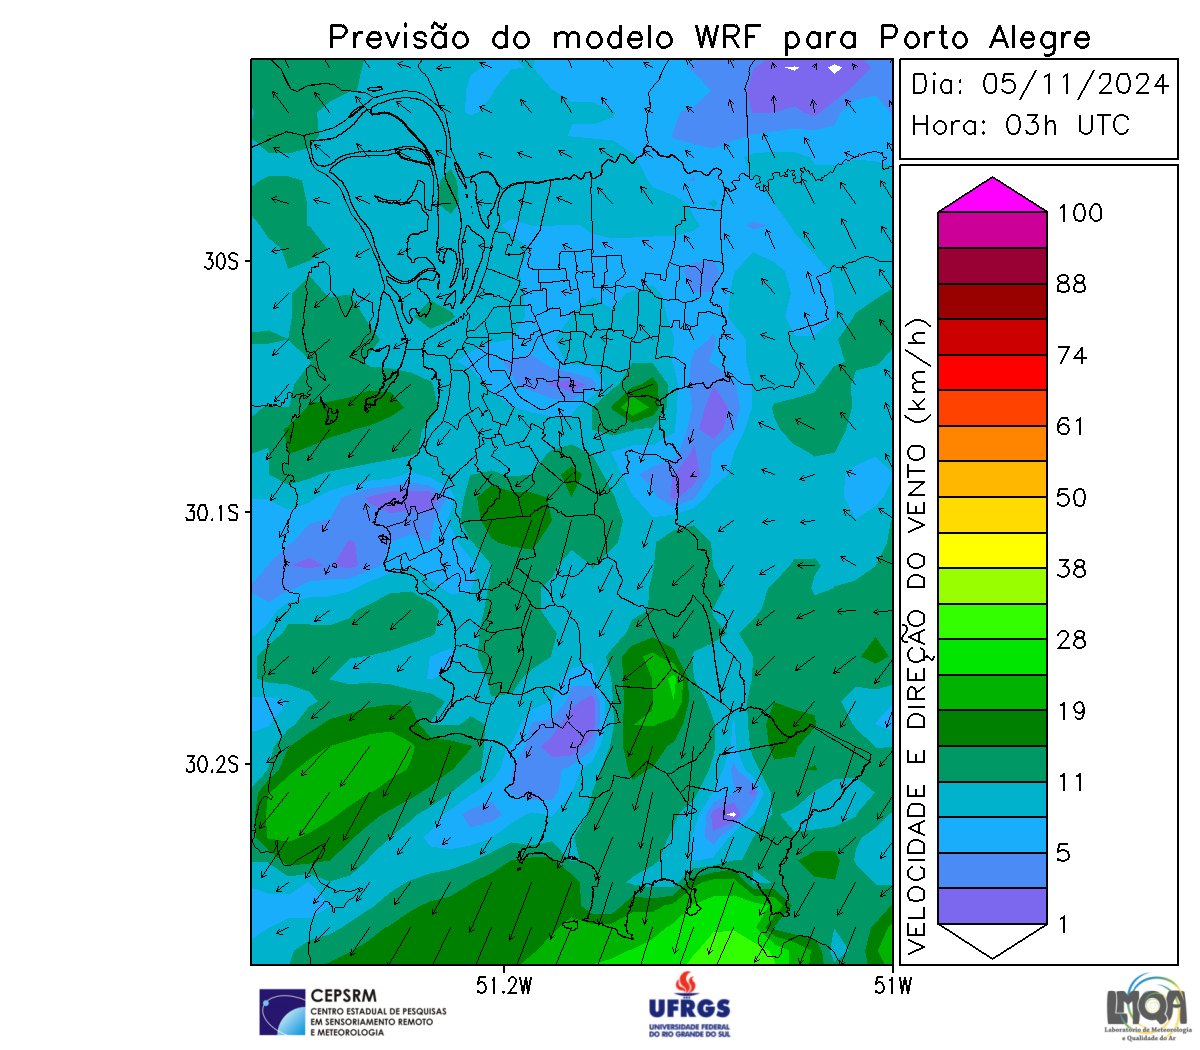 Previsão do modelo WRF para Porto Alegre
Dia: 05/11/2024
Hora: 03h UTC
30S
30.1S
30.2S
51.2W
51W
VELOCIDADE E DIREÇÃO DO VENTO (km/h)
100
88
74
61
50
38
28
19
11
5
1
CEPSRM
CENTRO ESTADUAL DE PESQUISAS
EM SENSORIAMENTO REMOTO
E METEOROLOGIA
UFRGS
UNIVERSIDADE FEDERAL
DO RIO GRANDE DO SUL
LMQA
Laboratório de Meteorologia
e Qualidade do Ar